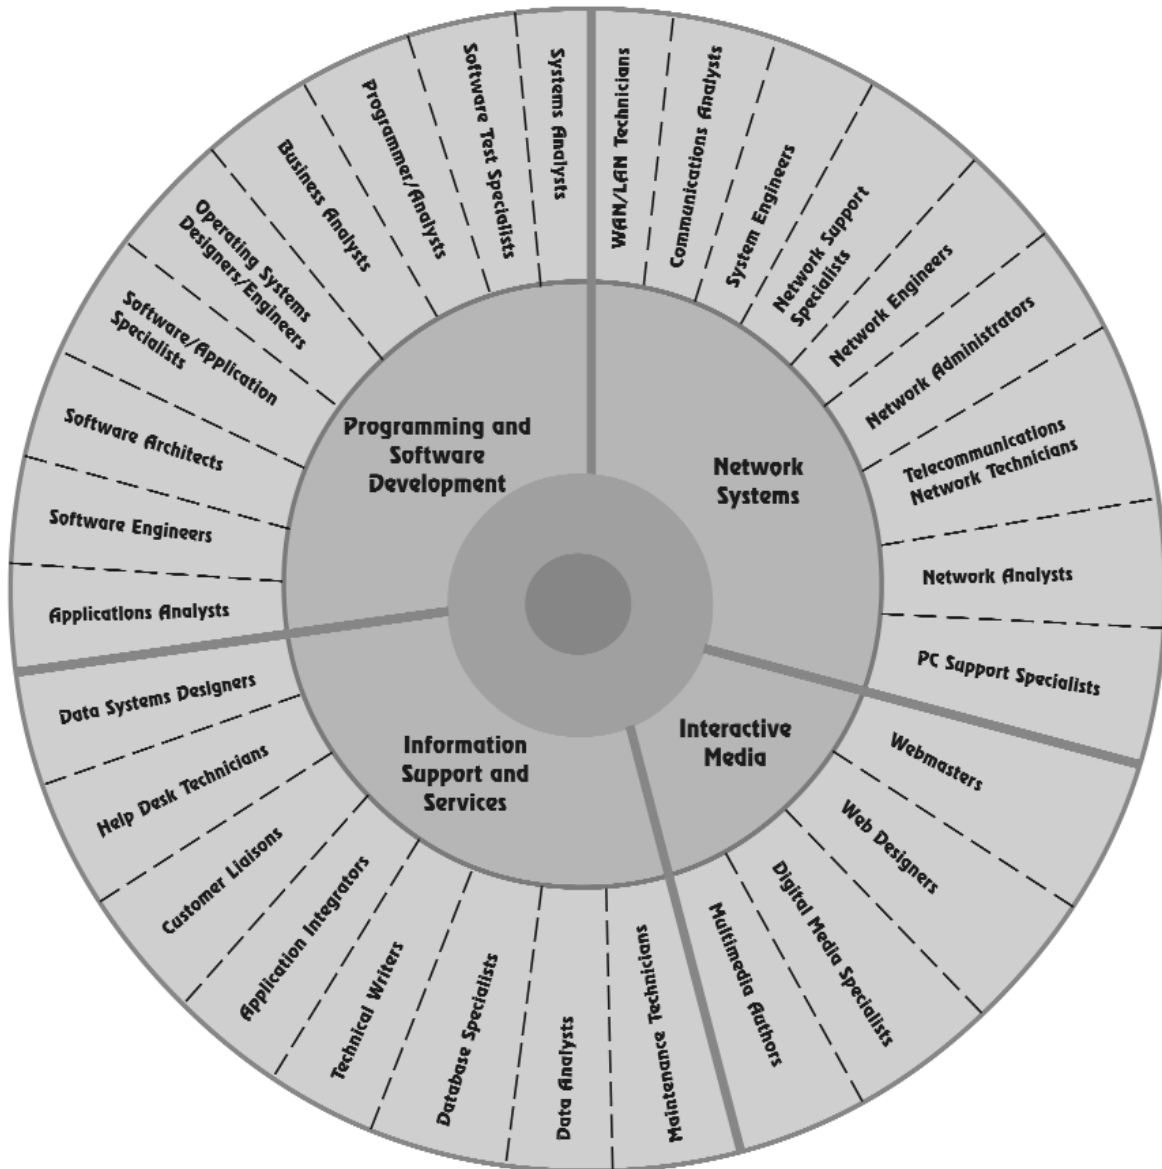 Programming and
Software
Development
Network
Systems
Interactive
Media
Information
Support and
Services
WAN/LAN Technicians
Communications Analysts
System Engineers
Network Support
Specialists
Network Engineers
Network Administrators
Telecommunications
Network Technicians
Network Analysts
PC Support Specialists
Webmasters
Web Designers
Digital Media Specialists
Multimedia Authors
Maintenance Technicians
Data Analysts
Database Specialists
Technical Writers
Application Integrators
Customer Liaisons
Help Desk Technicians
Data Systems Designers
Applications Analysts
Software Engineers
Software Architects
Software/Application
Specialists
Operating Systems
Designers/Engineers
Business Analysts
Programmer/Analysts
Software Test Specialists
Systems Analysts